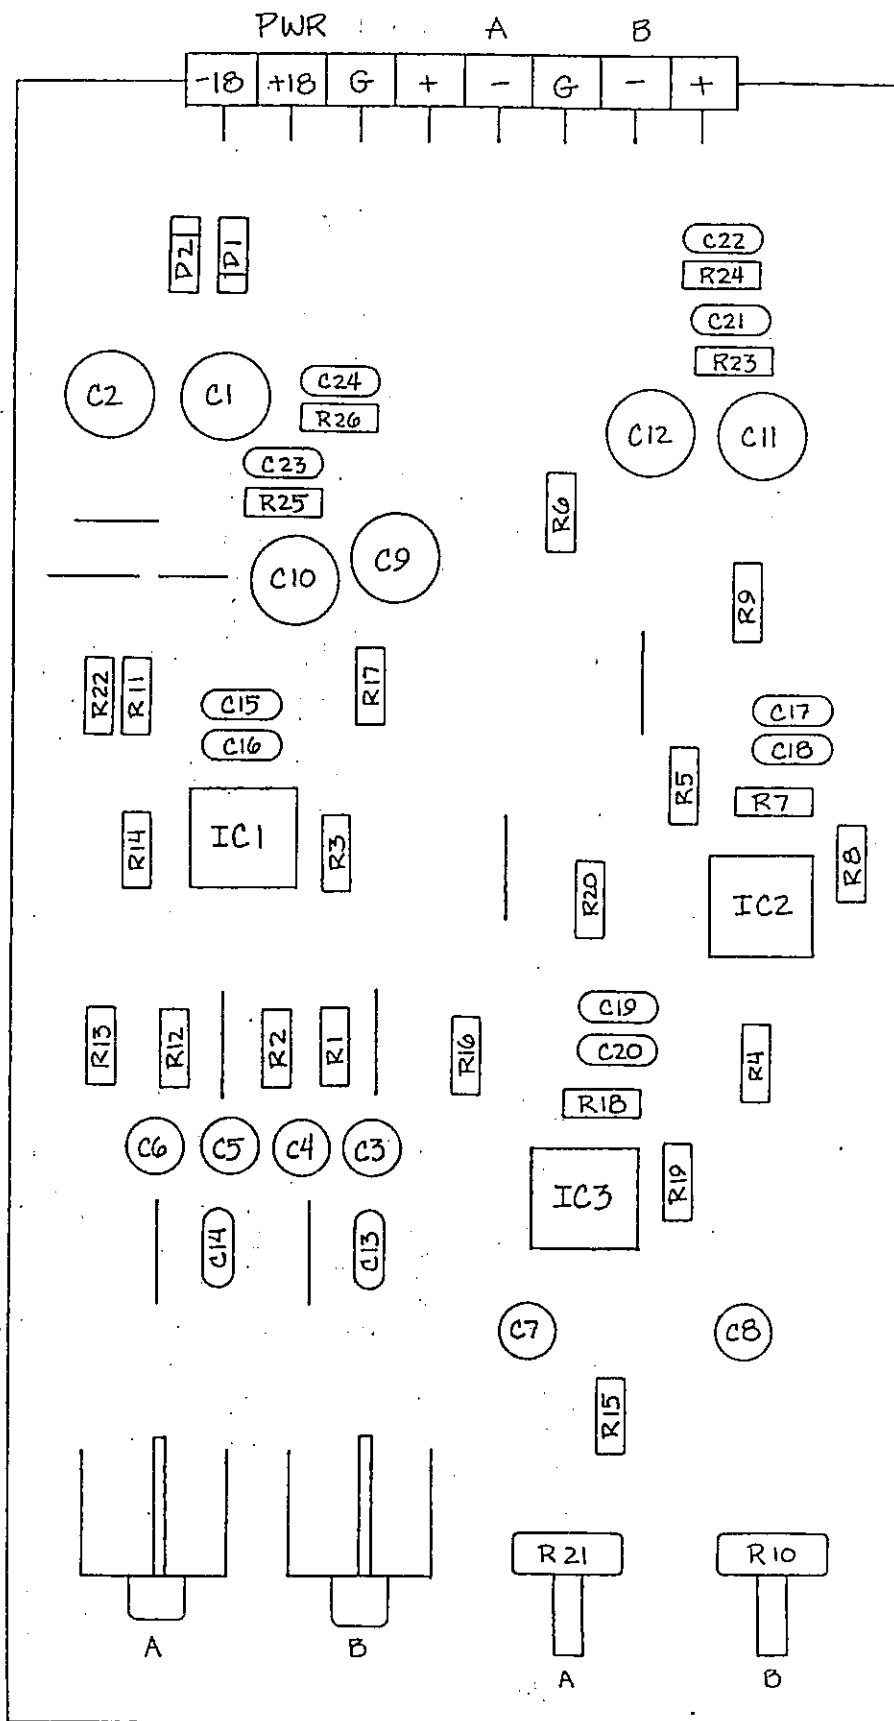 PWR A B
-18 +18 G + - G - +
D2 D1 C22
R24
C21
R23
C2 C1 C24
R26
C12 C11
C23
R25
R6
C10 C9
R9
R22 R11 R17
C15
C16
C17
C18
R5
R7
R14 IC1 R3
R8
R20
IC2
C19
C20
R13 R12 R2 R1 R16
R4
R18
C6 C5 C4 C3
IC3
R19
C14 C13
C7 C8
R15
R21 R10
A B
A B